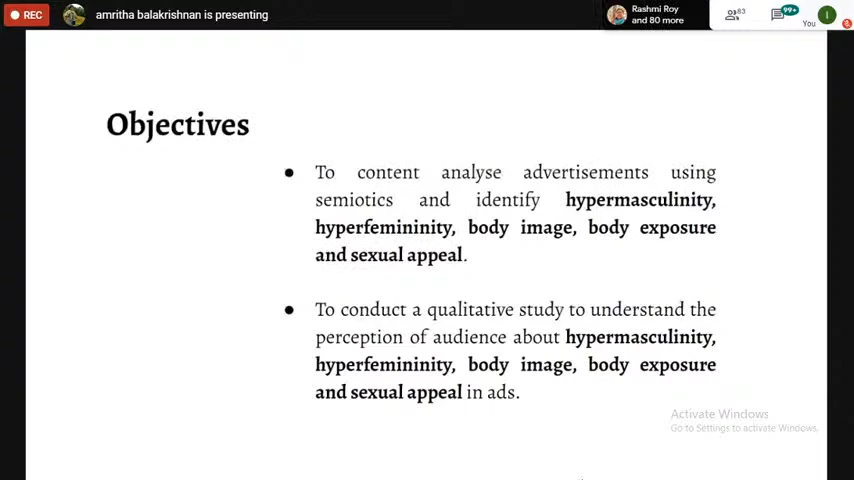 REC
amritha balakrishnan is presenting
Rashmi Roy
and 80 more
83
99+
You
I
Objectives
● To content analyse advertisements using
semiotics and identify hypermasculinity,
hyperfemininity, body image, body exposure
and sexual appeal.
● To conduct a qualitative study to understand the
perception of audience about hypermasculinity,
hyperfemininity, body image, body exposure
and sexual appeal in ads.
Activate Windows
Go to Settings to activate Windows.